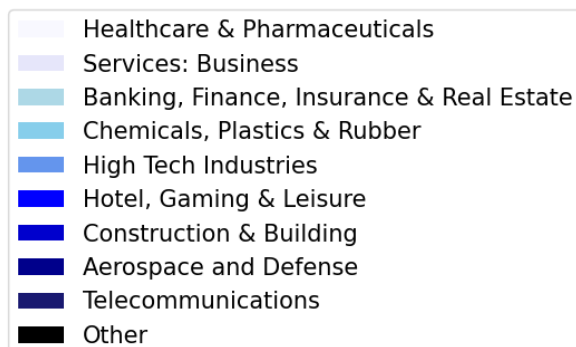 Healthcare & Pharmaceuticals
Services: Business
Banking, Finance, Insurance & Real Estate
Chemicals, Plastics & Rubber
High Tech Industries
Hotel, Gaming & Leisure
Construction & Building
Aerospace and Defense
Telecommunications
Other